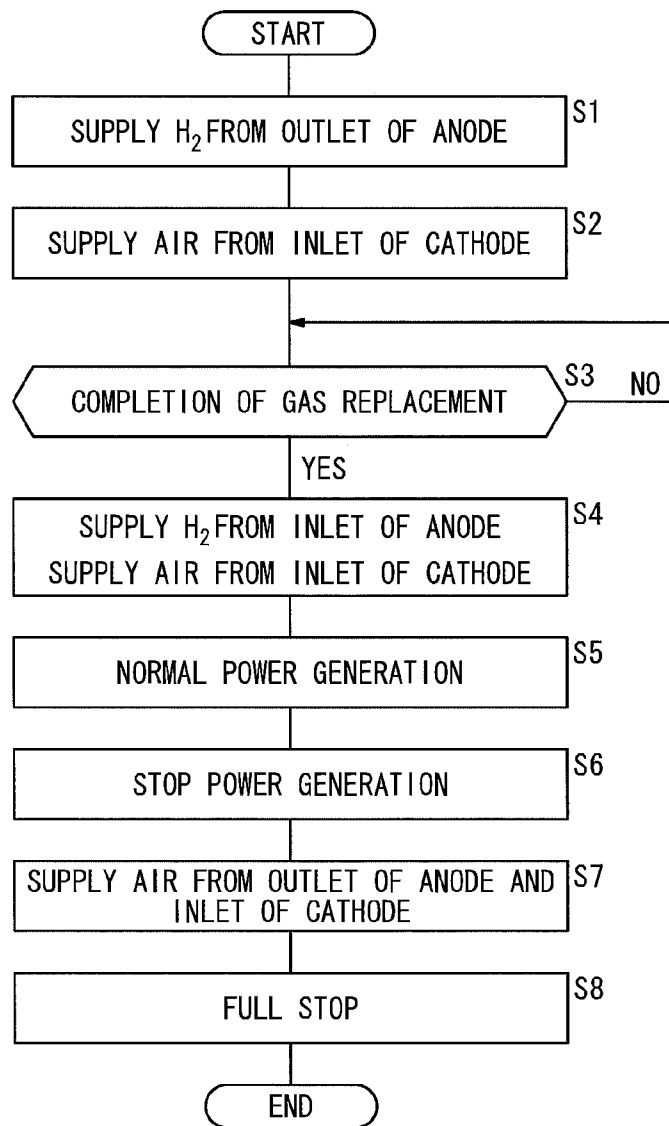 START
S1
SUPPLY H₂ FROM OUTLET OF ANODE
S2
SUPPLY AIR FROM INLET OF CATHODE
S3
COMPLETION OF GAS REPLACEMENT
NO
YES
S4
SUPPLY H₂ FROM INLET OF ANODE
SUPPLY AIR FROM INLET OF CATHODE
S5
NORMAL POWER GENERATION
S6
STOP POWER GENERATION
S7
SUPPLY AIR FROM OUTLET OF ANODE AND
INLET OF CATHODE
S8
FULL STOP
END